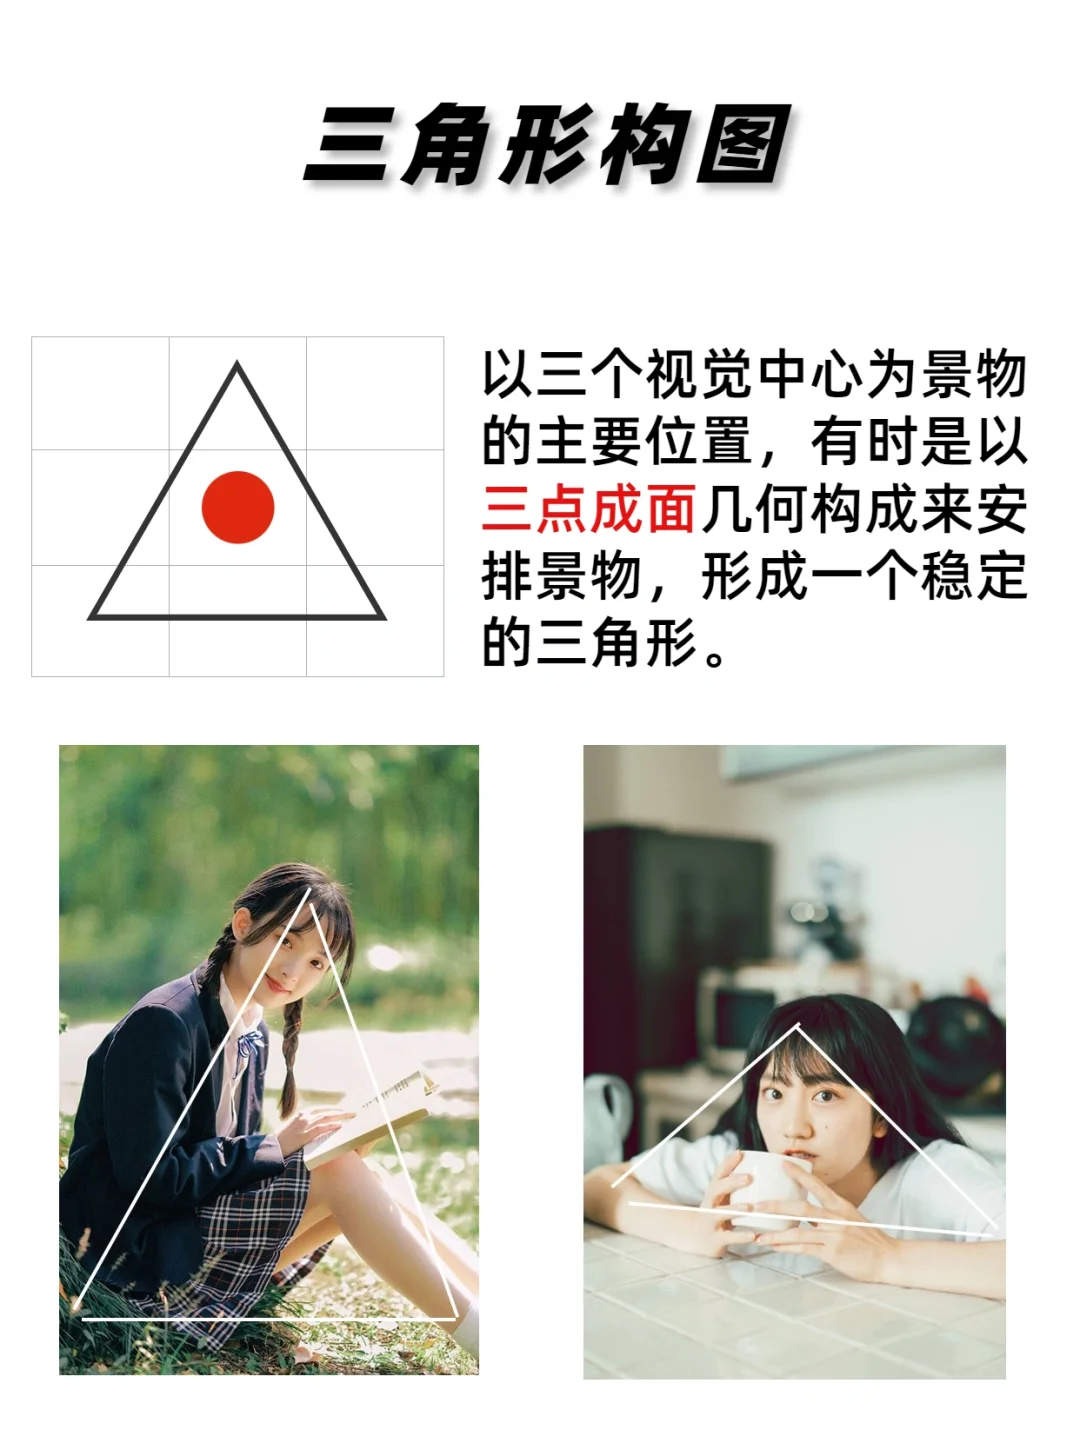 三角形构图
以三个视觉中心为景物
的主要位置，有时是以
三点成面几何构成来安
排景物，形成一个稳定
的三角形。